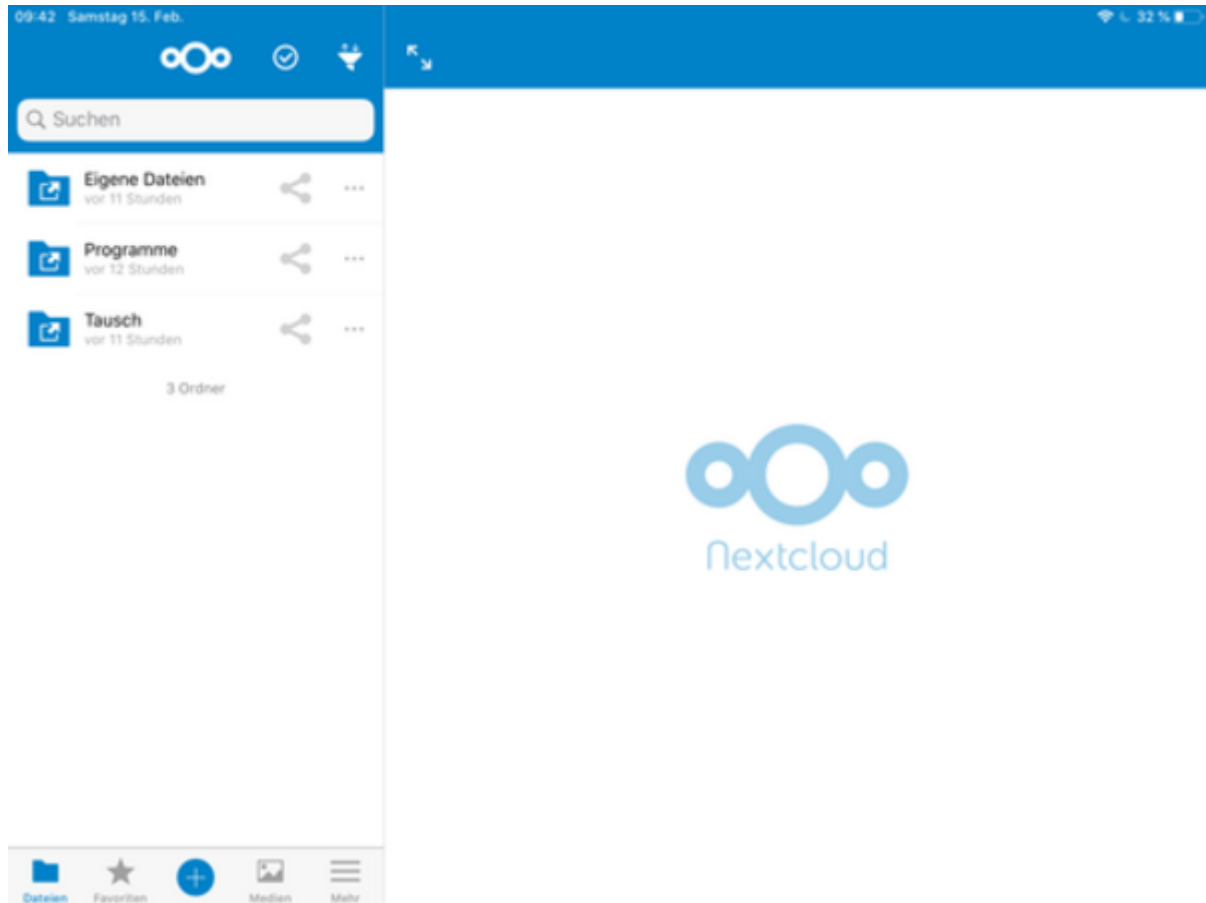 09:42 Samstag 15. Feb.
32 %
Suchen
Eigene Dateien
vor 11 Stunden
Programme
vor 12 Stunden
Tausch
vor 11 Stunden
3 Ordner
Nextcloud
Dateien
Favoriten
Medien
Mehr